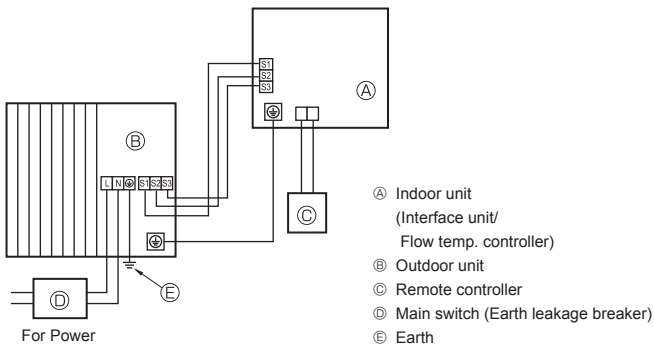 S1
S2
S3
Ⓐ
Ⓑ
L N S1 S2 S3
Ⓒ
Ⓓ
Ⓔ
For Power
Ⓐ Indoor unit
(Interface unit/
Flow temp. controller)
Ⓑ Outdoor unit
Ⓒ Remote controller
Ⓓ Main switch (Earth leakage breaker)
Ⓔ Earth